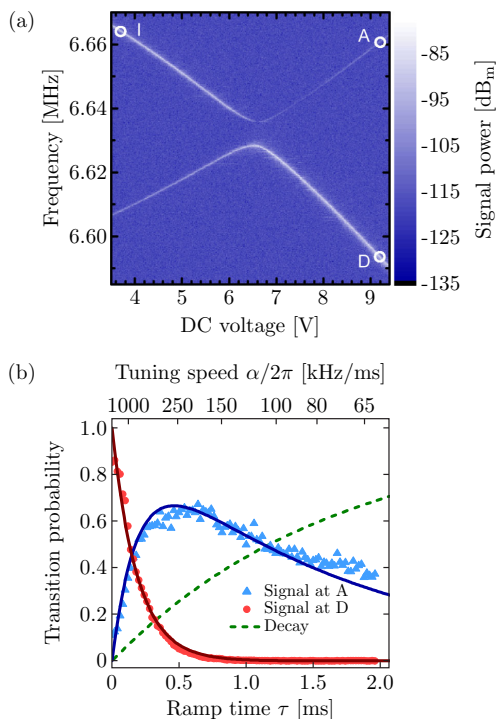 (a)
I
A
D
6.66
6.64
6.62
6.60
Frequency [MHz]
4 5 6 7 8 9
DC voltage [V]
-85
-95
-105
-115
-125
-135
Signal power [dBm]
(b)
Tuning speed α/2π [kHz/ms]
1000 250 150 100 80 65
1.0
0.8
0.6
0.4
0.2
0
Transition probability
Signal at A
Signal at D
Decay
0 0.5 1.0 1.5 2.0
Ramp time τ [ms]